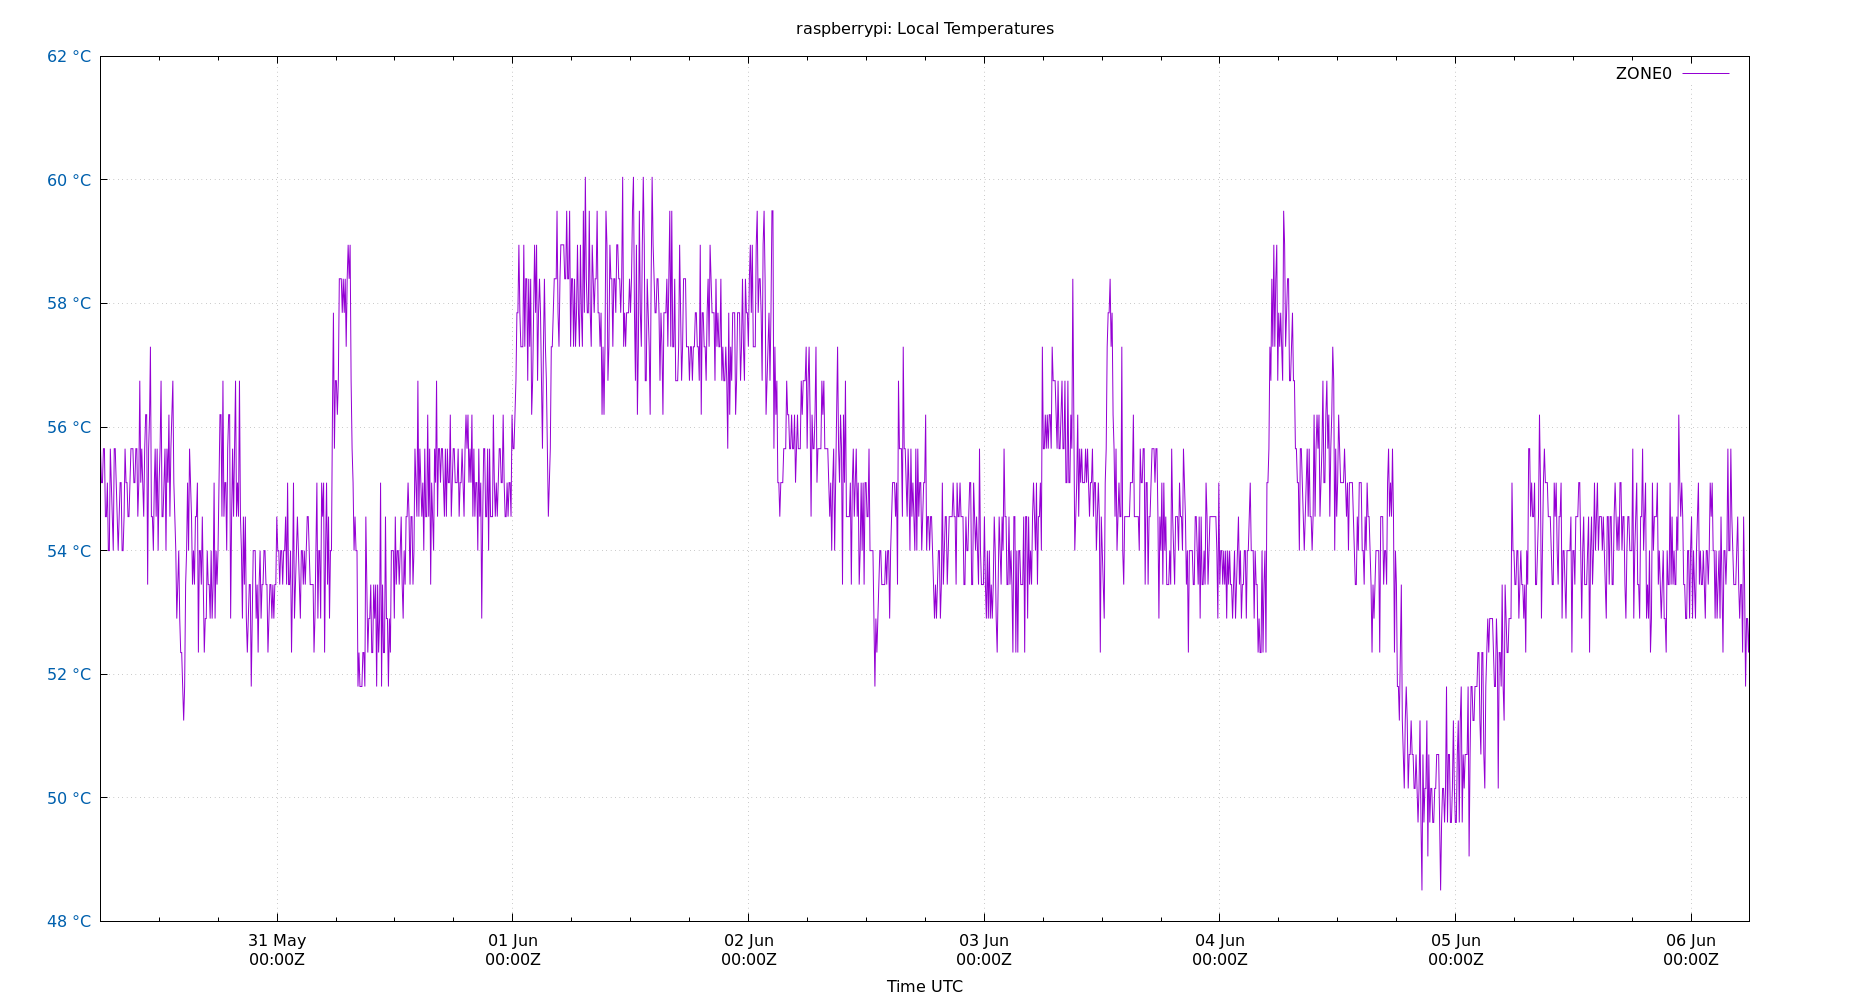 raspberrypi: Local Temperatures
62 °C
ZONE0
60 °C
58 °C
56 °C
54 °C
52 °C
50 °C
48 °C
31 May 01 Jun 02 Jun 03 Jun 04 Jun 05 Jun 06 Jun
00:00Z 00:00Z 00:00Z 00:00Z 00:00Z 00:00Z 00:00Z
Time UTC